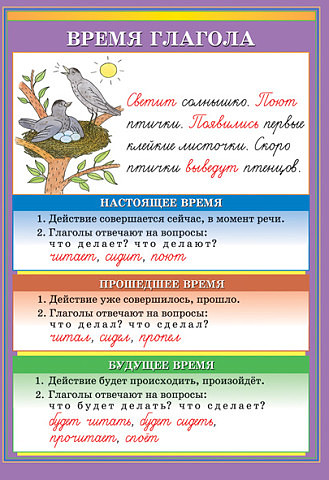 ВРЕМЯ ГЛАГОЛА
Светит солнышко. Поют
птички. Появились первые
клейкие листочки. Скоро
птички выведут птенцов.
НАСТОЯЩЕЕ ВРЕМЯ
1. Действие совершается сейчас, в момент речи.
2. Глаголы отвечают на вопросы:
что делает? что делают?
читает, сидит, поют
ПРОШЕДШЕЕ ВРЕМЯ
1. Действие уже совершилось, прошло.
2. Глаголы отвечают на вопросы:
что делал? что сделал?
читал, сидел, пропел
БУДУЩЕЕ ВРЕМЯ
1. Действие будет происходить, произойдёт.
2. Глаголы отвечают на вопросы:
что будет делать? что сделает?
будет читать, будет сидеть,
прочитает, споёт